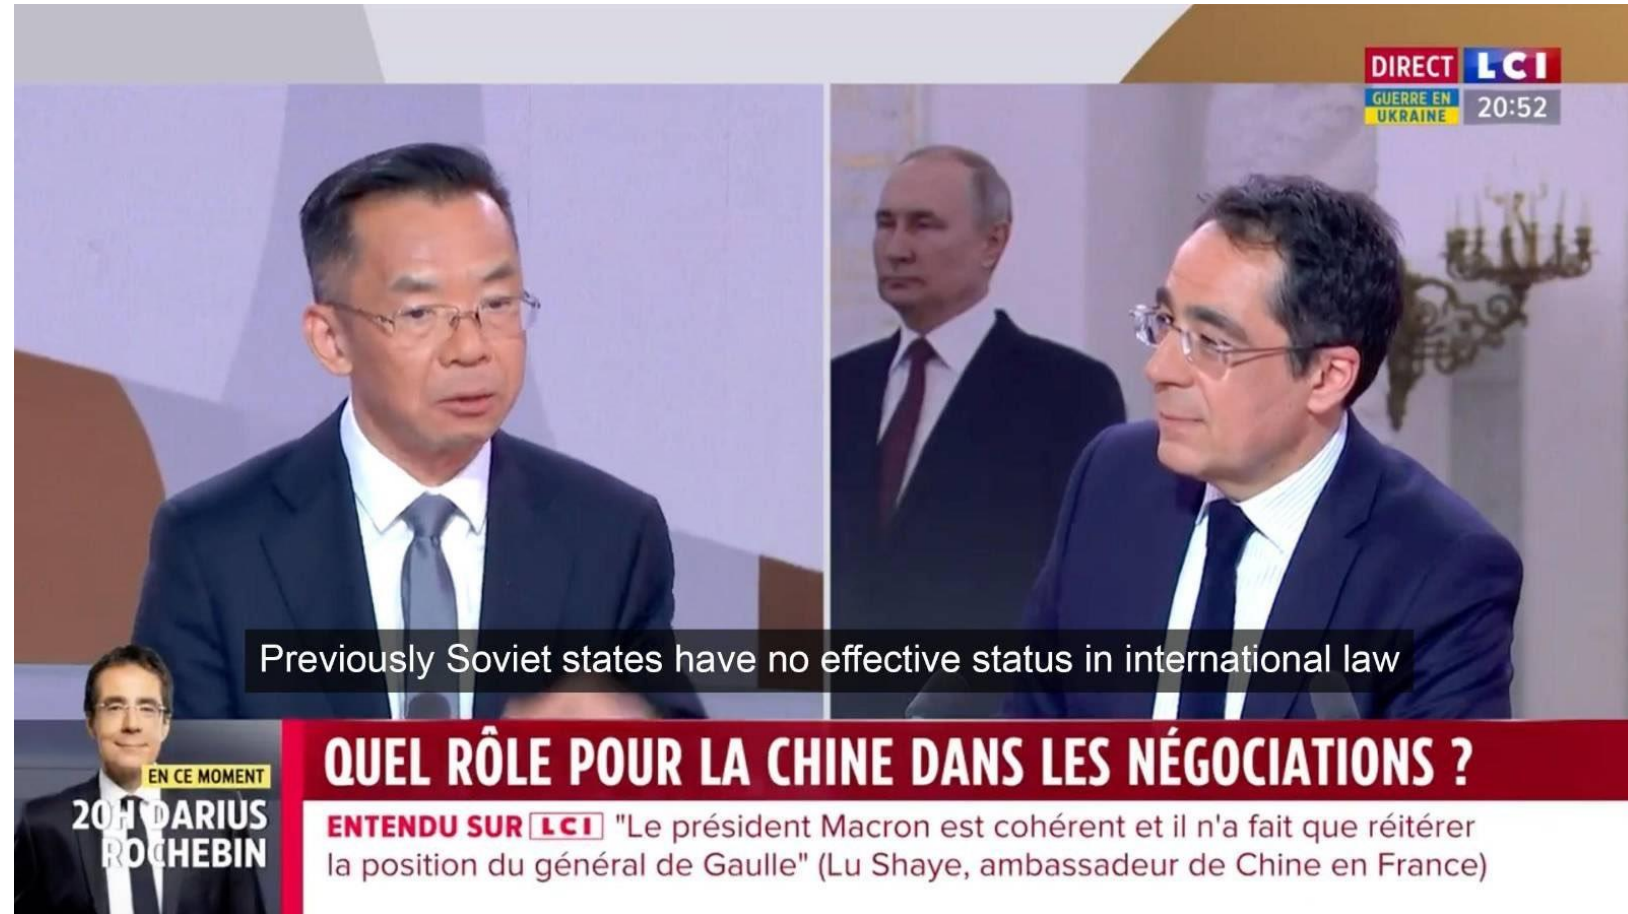 DIRECT LCI
GUERRE EN
UKRAINE
20:52
Previously Soviet states have no effective status in international law
QUEL RÔLE POUR LA CHINE DANS LES NÉGOCIATIONS ?
EN CE MOMENT
20H DARIUS
ROCHEBIN
ENTENDU SUR LCI "Le président Macron est cohérent et il n'a fait que réitérer
la position du général de Gaulle" (Lu Shaye, ambassadeur de Chine en France)